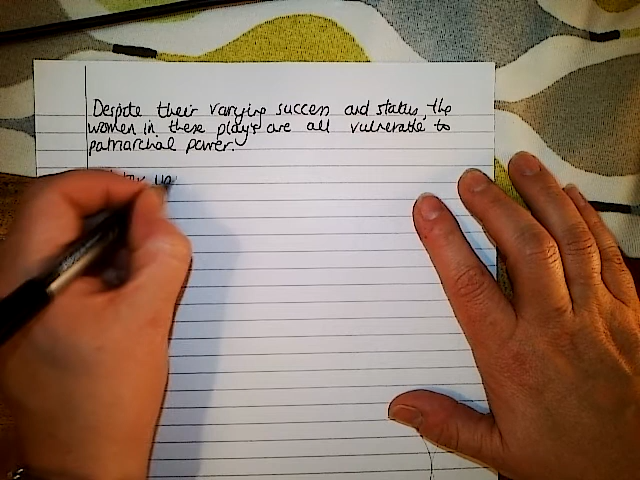 Despite their varying success and status, the
women in these plays are all vulnerable to
patriarchal power.